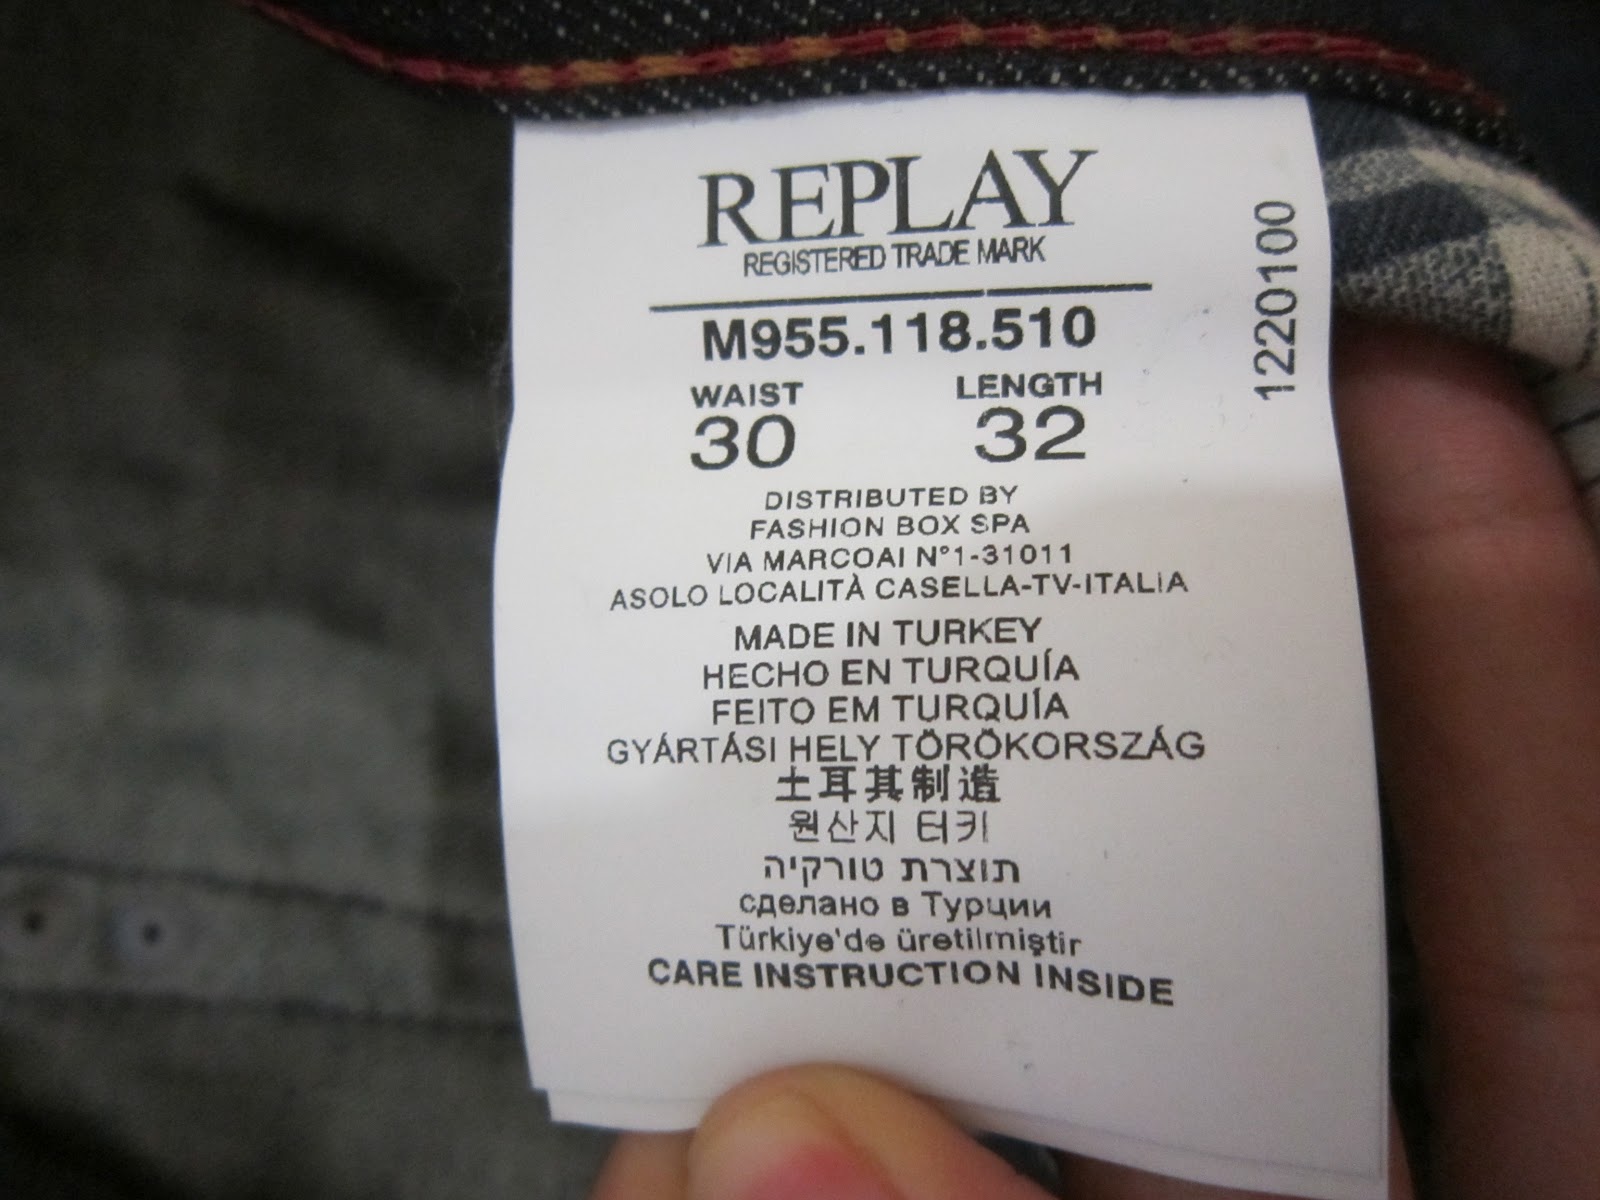 REPLAY
REGISTERED TRADE MARK
M955.118.510
WAIST LENGTH
30 32
DISTRIBUTED BY
FASHION BOX SPA
VIA MARCOAI N°1-31011
ASOLO LOCALITÀ CASELLA-TV-ITALIA
MADE IN TURKEY
HECHO EN TURQUÍA
FEITO EM TURQUÍA
GYÁRTÁSI HELY TÖRÖKORSZÁG
土耳其制造
원산지 터키
תוצרת טורקיה
сделано в Турции
Türkiye'de üretilmiştir
CARE INSTRUCTION INSIDE
1220100